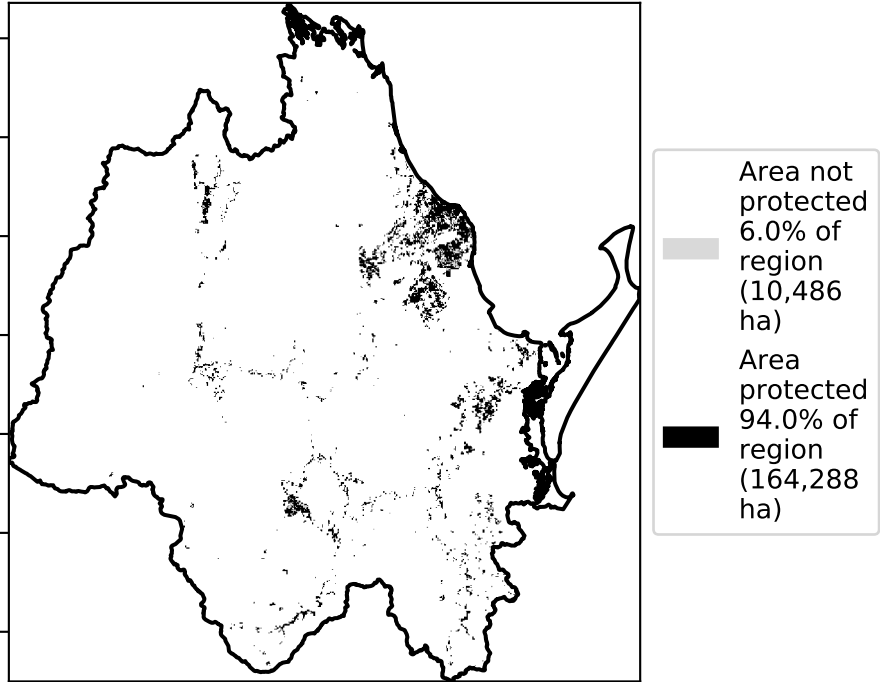 Area not
protected
6.0% of
region
(10,486
ha)
Area
protected
94.0% of
region
(164,288
ha)